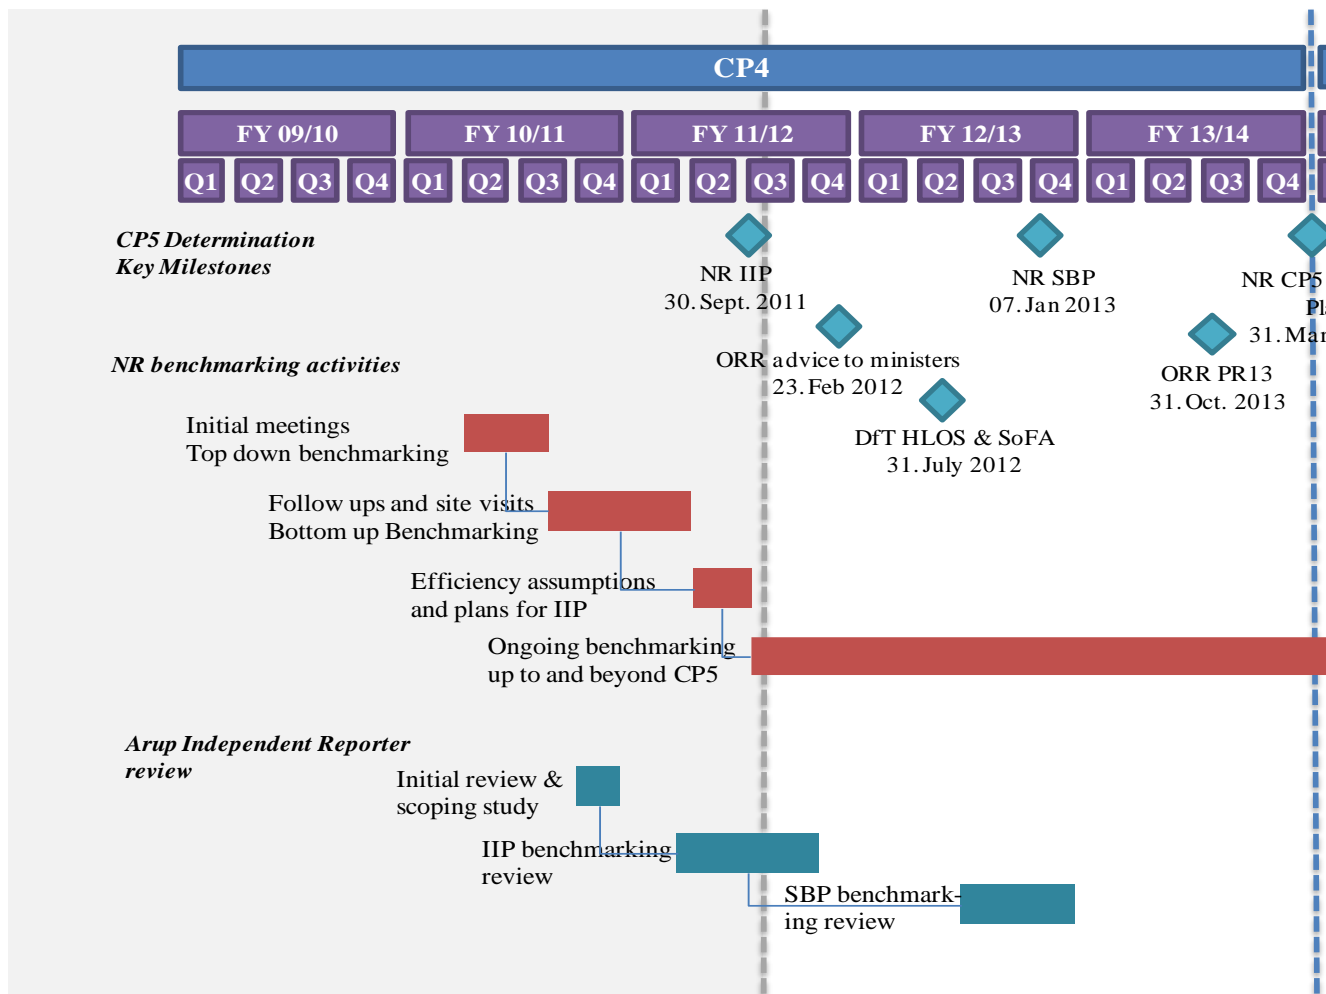 CP4
FY 09/10 FY 10/11 FY 11/12 FY 12/13 FY 13/14
Q1 Q2 Q3 Q4 Q1 Q2 Q3 Q4 Q1 Q2 Q3 Q4 Q1 Q2 Q3 Q4 Q1 Q2 Q3 Q4
CP5 Determination
Key Milestones
NR IIP
30. Sept. 2011
NR SBP
07. Jan 2013
NR CP5
31. Mar
ORR advice to ministers
23. Feb 2012
ORR PR13
31. Oct. 2013
DfT HLOS & SoFA
31. July 2012
NR benchmarking activities
Initial meetings
Top down benchmarking
Follow ups and site visits
Bottom up Benchmarking
Efficiency assumptions
and plans for IIP
Ongoing benchmarking
up to and beyond CP5
Arup Independent Reporter
review
Initial review &
scoping study
IIP benchmarking
review
SBP benchmark-
ing review